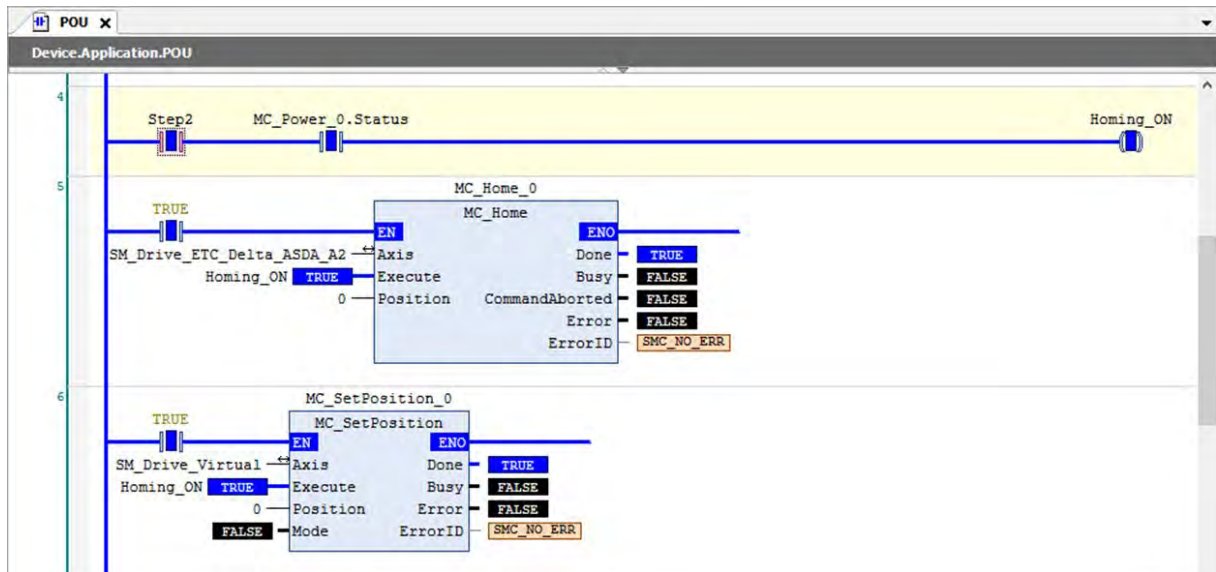 POU
Device.Application.POU
4
Step2 MC_Power_0.Status Homing_ON
5
MC_Home_0
TRUE MC_Home
EN ENO
SM_Drive_ETC_Delta_ASDA_A2 Axis Done TRUE
Homing_ON TRUE Execute Busy FALSE
0 Position CommandAborted FALSE
Error FALSE
ErrorID SMC_NO_ERR
6
MC_SetPosition_0
TRUE MC_SetPosition
EN ENO
SM_Drive_Virtual Axis Done TRUE
Homing_ON TRUE Execute Busy FALSE
0 Position Error FALSE
FALSE Mode ErrorID SMC_NO_ERR